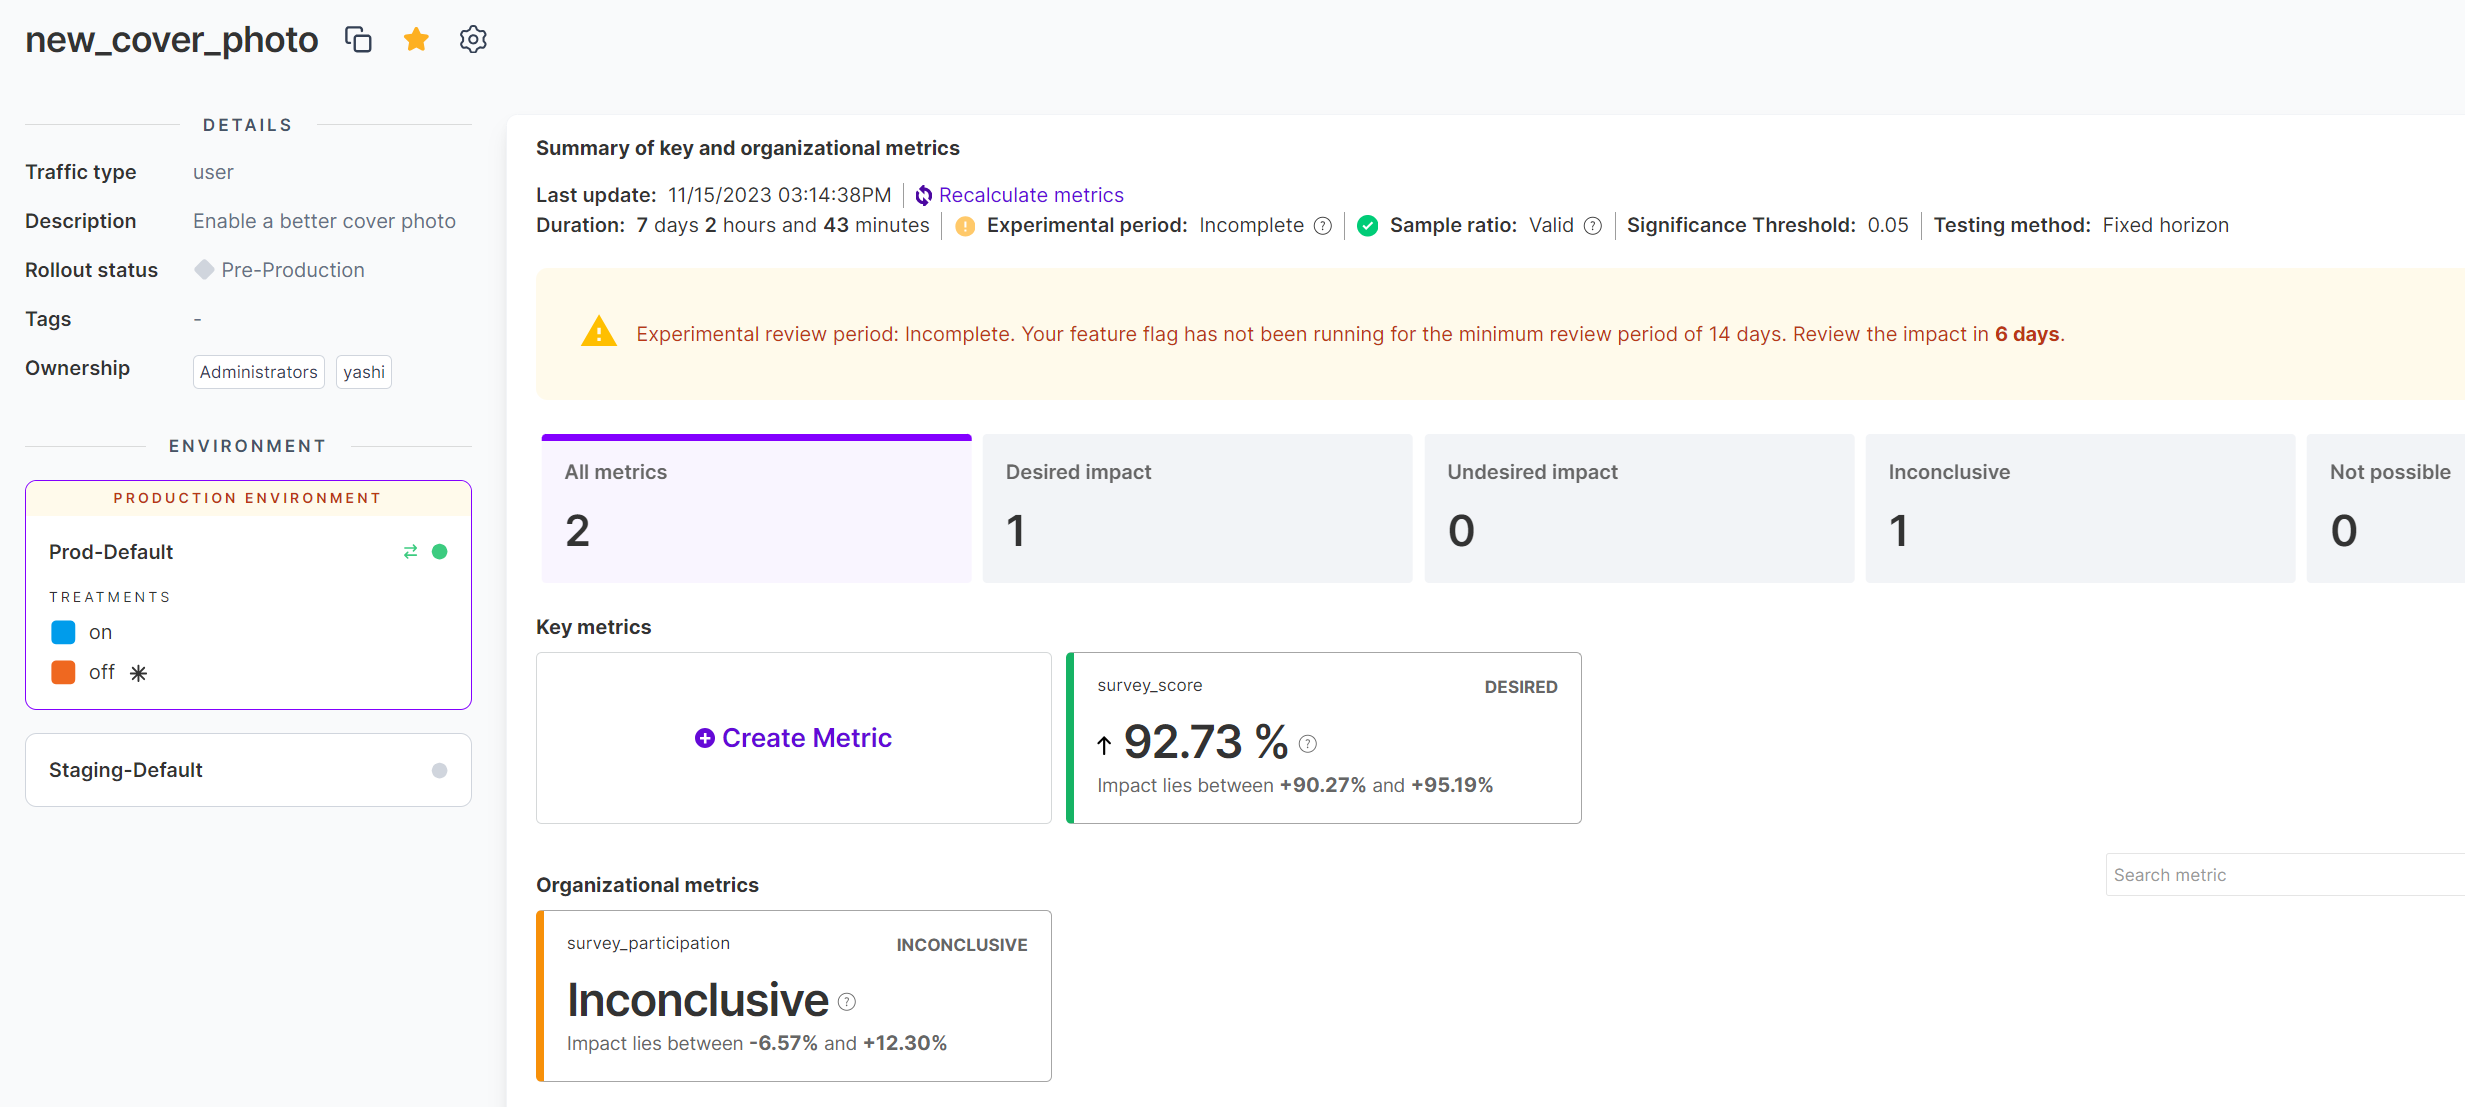 new_cover_photo
DETAILS
Traffic type user
Description Enable a better cover photo
Rollout status Pre-Production
Tags -
Ownership Administrators yashi
ENVIRONMENT
PRODUCTION ENVIRONMENT
Prod-Default
TREATMENTS
on
off
Staging-Default
Summary of key and organizational metrics
Last update: 11/15/2023 03:14:38PM Recalculate metrics
Duration: 7 days 2 hours and 43 minutes Experimental period: Incomplete Sample ratio: Valid Significance Threshold: 0.05 Testing method: Fixed horizon
Experimental review period: Incomplete. Your feature flag has not been running for the minimum review period of 14 days. Review the impact in 6 days.
All metrics
2
Desired impact
1
Undesired impact
0
Inconclusive
1
Not possible
0
Key metrics
Create Metric
survey_score DESIRED
↑ 92.73 %
Impact lies between +90.27% and +95.19%
Search metric
Organizational metrics
survey_participation INCONCLUSIVE
Inconclusive
Impact lies between -6.57% and +12.30%